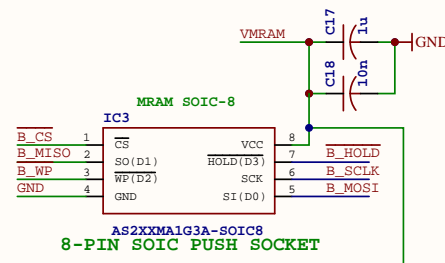 C17
1u
VMRAM
GND
C18
10n
MRAM SOIC-8
IC3
B_CS 1 CS VCC 8
B_MISO 2 SO(D1) HOLD(D3) 7 B_HOLD
B_WP 3 WP(D2) SCK 6 B_SCLK
GND 4 GND SI(D0) 5 B_MOSI
AS2XXMA1G3A-SOIC8
8-PIN SOIC PUSH SOCKET